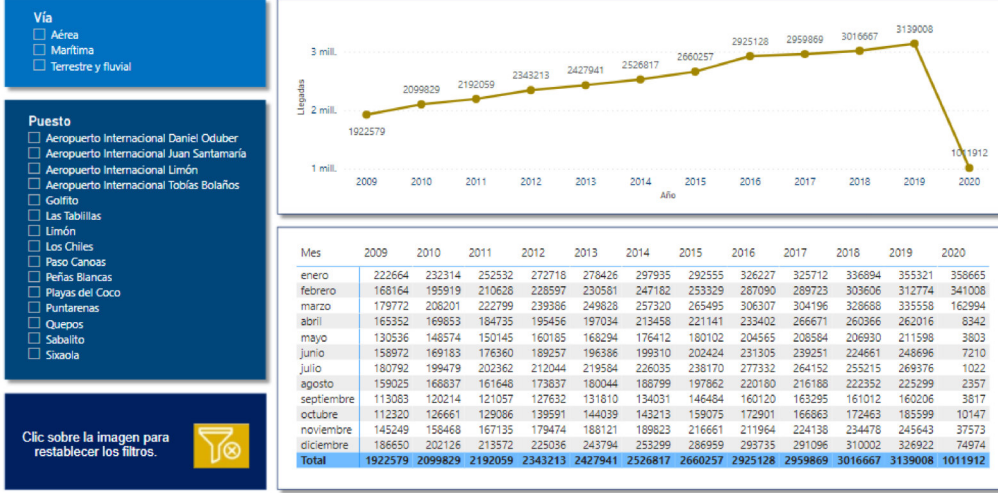 Vía
Aérea
Marítima
Terrestre y fluvial
Puesto
Aeropuerto Internacional Daniel Oduber
Aeropuerto Internacional Juan Santamaría
Aeropuerto Internacional Limón
Aeropuerto Internacional Tobías Bolaños
Golfito
Las Tablillas
Limón
Los Chiles
Paso Canoas
Peñas Blancas
Playas del Coco
Puntarenas
Quepos
Sabalito
Sixaola
Clic sobre la imagen para
restablecer los filtros.
Llegadas
3 mill.
2 mill.
1 mill.
1922579
2099829
2192059
2343213
2427941
2526817
2660257
2925128
2959869
3016667
3139008
1011912
2009 2010 2011 2012 2013 2014 2015 2016 2017 2018 2019 2020
Año
Mes 2009 2010 2011 2012 2013 2014 2015 2016 2017 2018 2019 2020
enero 222664 232314 252532 272718 278426 297935 292555 326227 325712 336894 355321 358665
febrero 168164 195919 210628 228597 230581 247182 253329 287090 289723 303606 312774 341008
marzo 179772 208201 222799 239386 249828 257320 265495 306307 304196 328688 335558 162994
abril 165352 169853 184735 195456 197034 213458 221141 233402 266671 260366 262016 8342
mayo 130536 148574 150145 160185 168294 176412 180102 204565 208584 206930 211598 3803
junio 158972 169183 176360 189257 196386 199310 202424 231305 239251 224661 248696 7210
julio 180792 199479 202362 212044 219584 226035 238170 277332 264152 255215 269376 1022
agosto 159025 168837 161648 173837 180044 188799 197862 220180 216188 222352 225299 2357
septiembre 113083 120214 121057 127632 131810 134031 146484 160120 163295 161012 160206 3817
octubre 112320 126661 129086 139591 144039 143213 159075 172901 166863 172463 185599 10147
noviembre 145249 158468 167135 179474 188121 189823 216661 211964 224138 234478 245643 37573
diciembre 186650 202126 213572 225036 243794 253299 286959 293735 291096 310002 326922 74974
Total 1922579 2099829 2192059 2343213 2427941 2526817 2660257 2925128 2959869 3016667 3139008 1011912